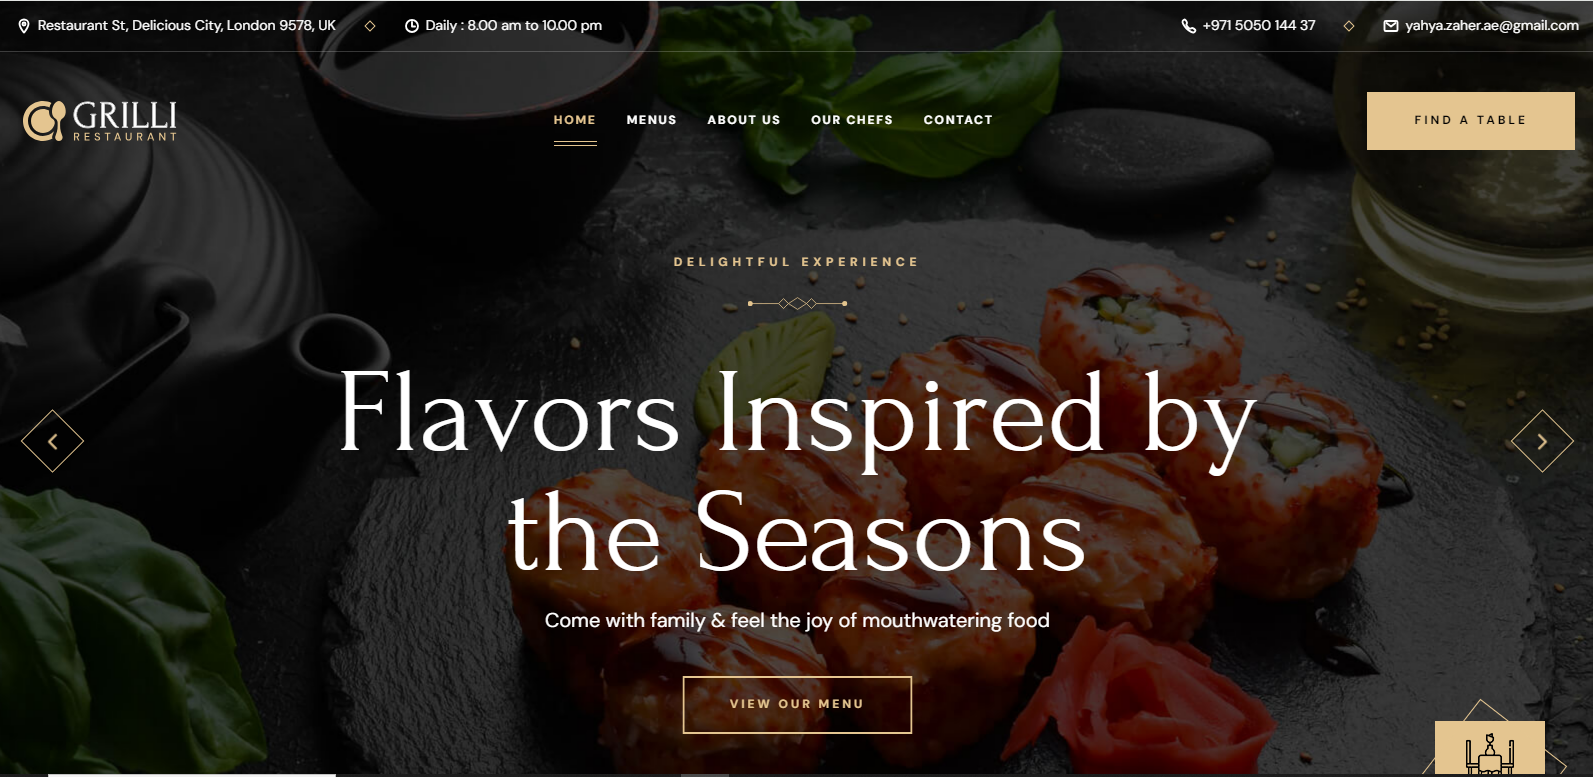 Restaurant St, Delicious City, London 9578, UK
Daily : 8.00 am to 10.00 pm
+971 5050 144 37
yahya.zaher.ae@gmail.com
GRILLI
RESTAURANT
HOME
MENUS
ABOUT US
OUR CHEFS
CONTACT
FIND A TABLE
DELIGHTFUL EXPERIENCE
Flavors Inspired by
the Seasons
Come with family & feel the joy of mouthwatering food
VIEW OUR MENU